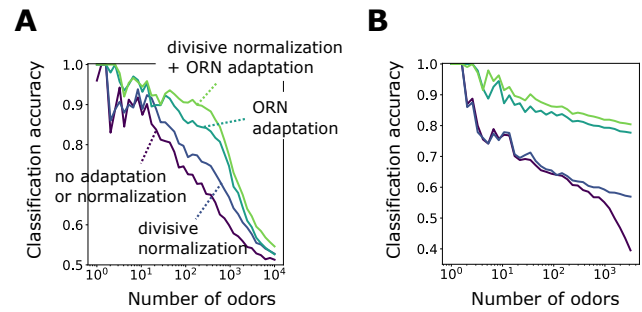 A
divisive normalization
+ ORN adaptation
ORN
adaptation
no adaptation
or normalization
divisive
normalization
Classification accuracy
1.0
0.9
0.8
0.7
0.6
0.5
10⁰ 10¹ 10² 10³ 10⁴
Number of odors
B
Classification accuracy
1.0
0.9
0.8
0.7
0.6
0.5
0.4
10⁰ 10¹ 10² 10³
Number of odors